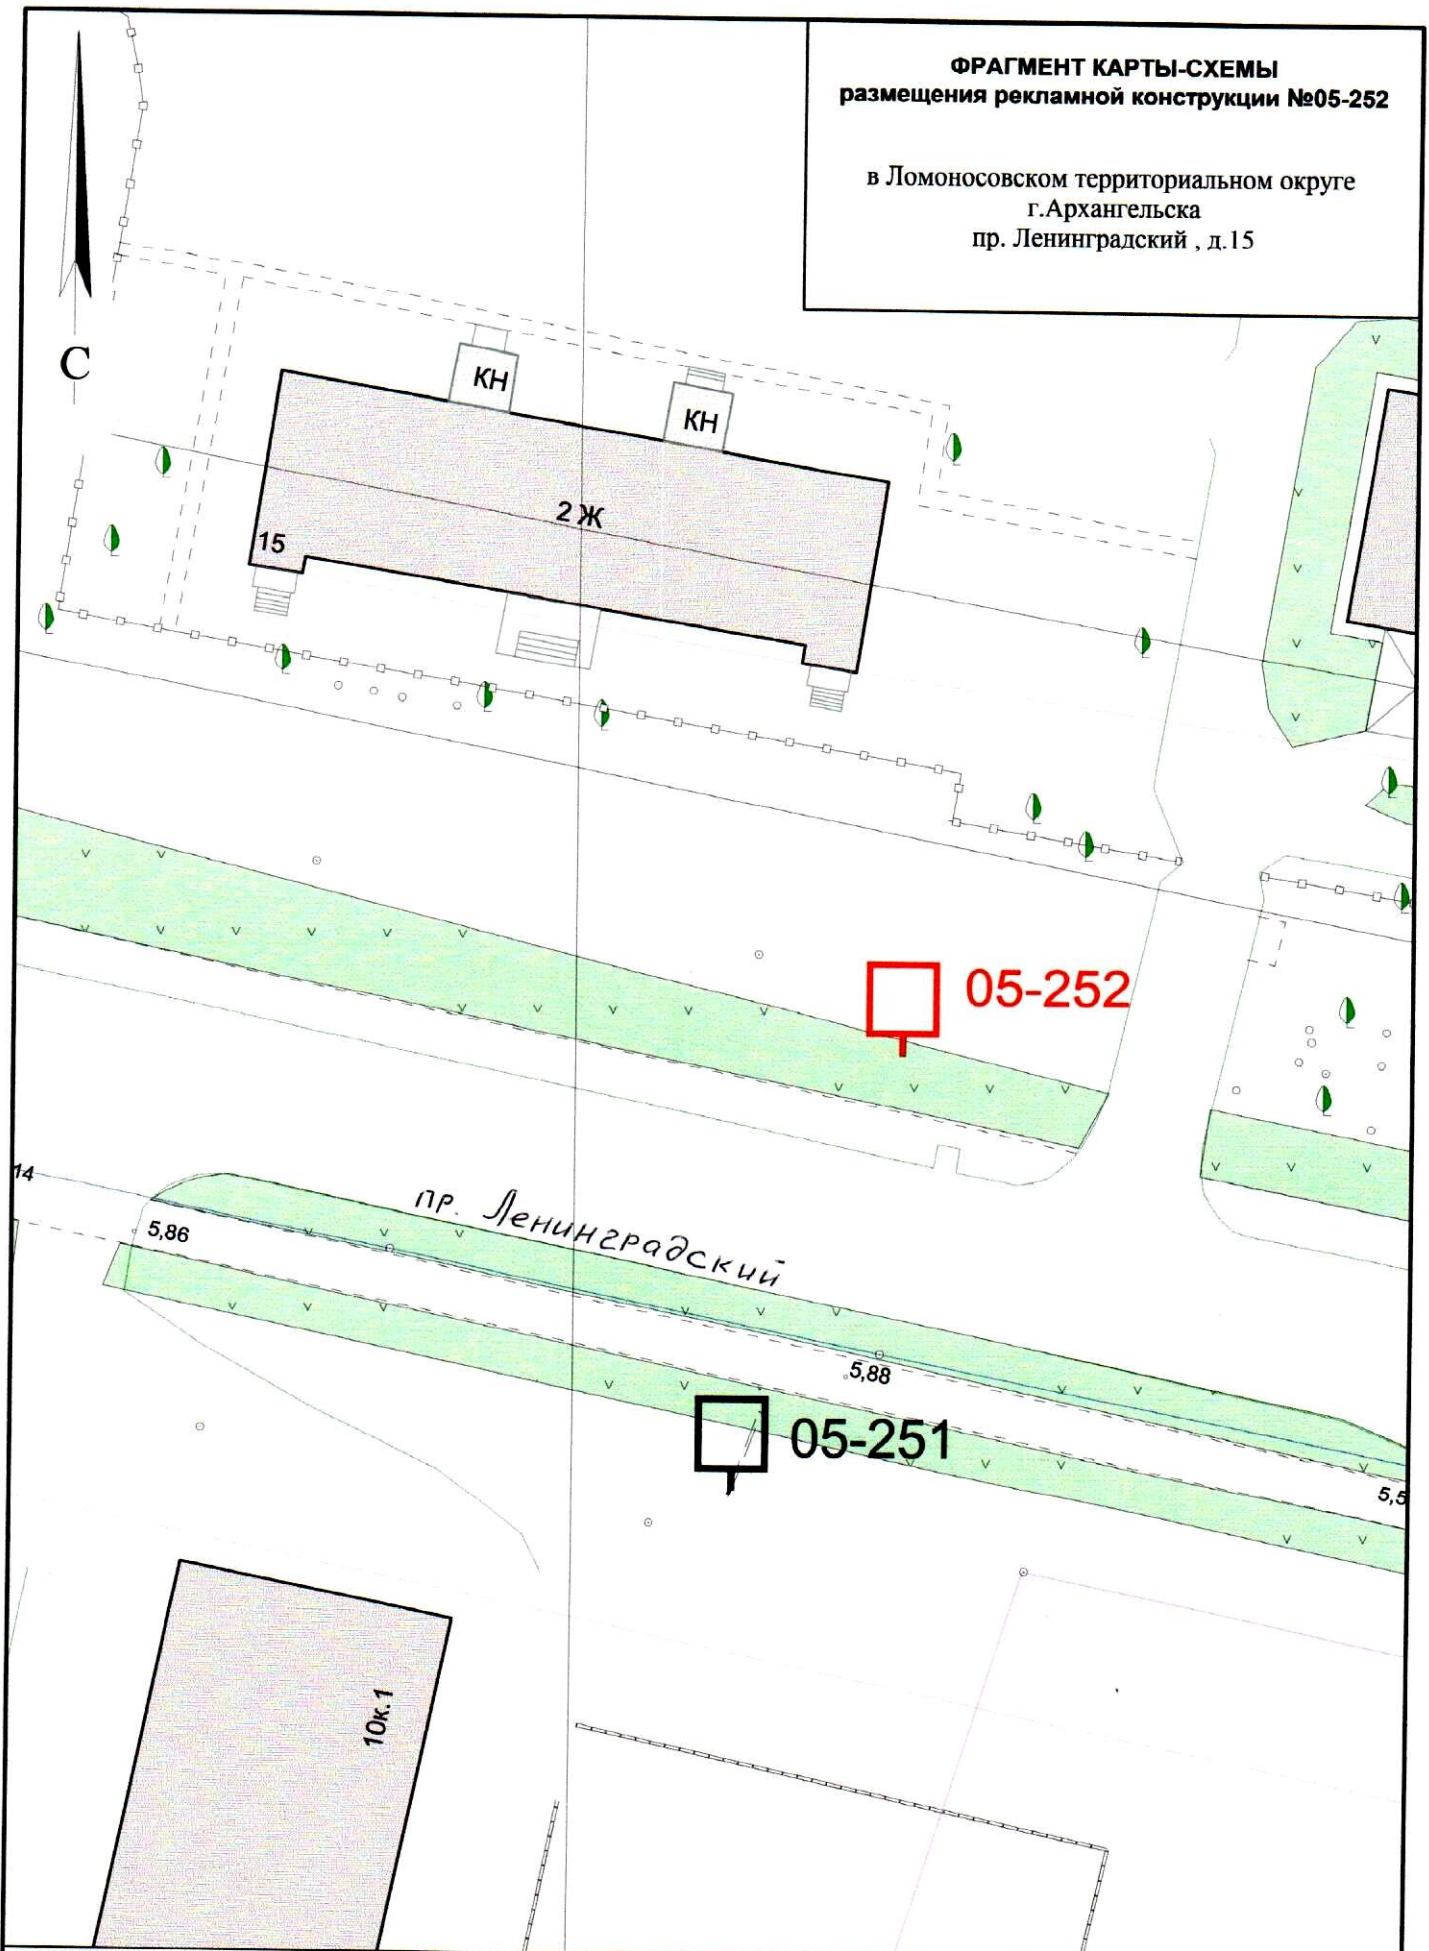 ФРАГМЕНТ КАРТЫ-СХЕМЫ
размещения рекламной конструкции №05-252
в Ломоносовском территориальном округе
г.Архангельска
пр. Ленинградский , д.15
С
КН
КН
2 Ж
15
05-252
14
пр. Ленинградский
5,86
5,88
05-251
5,5
10к.1